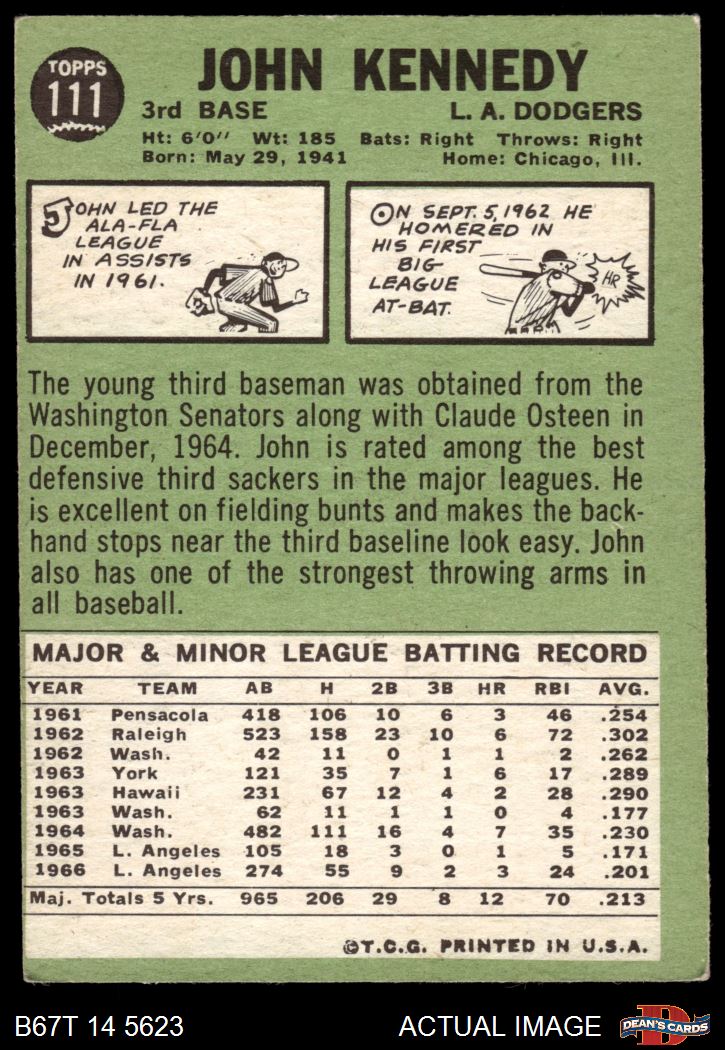 TOPPS
111
JOHN KENNEDY
3rd BASE L. A. DODGERS
Ht: 6'0" Wt: 185 Bats: Right Throws: Right
Born: May 29, 1941 Home: Chicago, Ill.
JOHN LED THE
ALA-FLA
LEAGUE
IN ASSISTS
IN 1961.
ON SEPT. 5, 1962 HE
HOMERED IN
HIS FIRST
BIG-
LEAGUE
AT-BAT.
HR
The young third baseman was obtained from the
Washington Senators along with Claude Osteen in
December, 1964. John is rated among the best
defensive third sackers in the major leagues. He
is excellent on fielding bunts and makes the back-
hand stops near the third baseline look easy. John
also has one of the strongest throwing arms in
all baseball.
MAJOR & MINOR LEAGUE BATTING RECORD
YEAR TEAM AB H 2B 3B HR RBI AVG.
1961 Pensacola 418 106 10 6 3 46 .254
1962 Raleigh 523 158 23 10 6 72 .302
1962 Wash. 42 11 0 1 1 2 .262
1963 York 121 35 7 1 6 17 .289
1963 Hawaii 231 67 12 4 2 28 .290
1963 Wash. 62 11 1 1 0 4 .177
1964 Wash. 482 111 16 4 7 35 .230
1965 L. Angeles 105 18 3 0 1 5 .171
1966 L. Angeles 274 55 9 2 3 24 .201
Maj. Totals 5 Yrs. 965 206 29 8 12 70 .213
©T.C.G. PRINTED IN U.S.A.
B67T 14 5623 ACTUAL IMAGE
D
DEAN'S CARDS